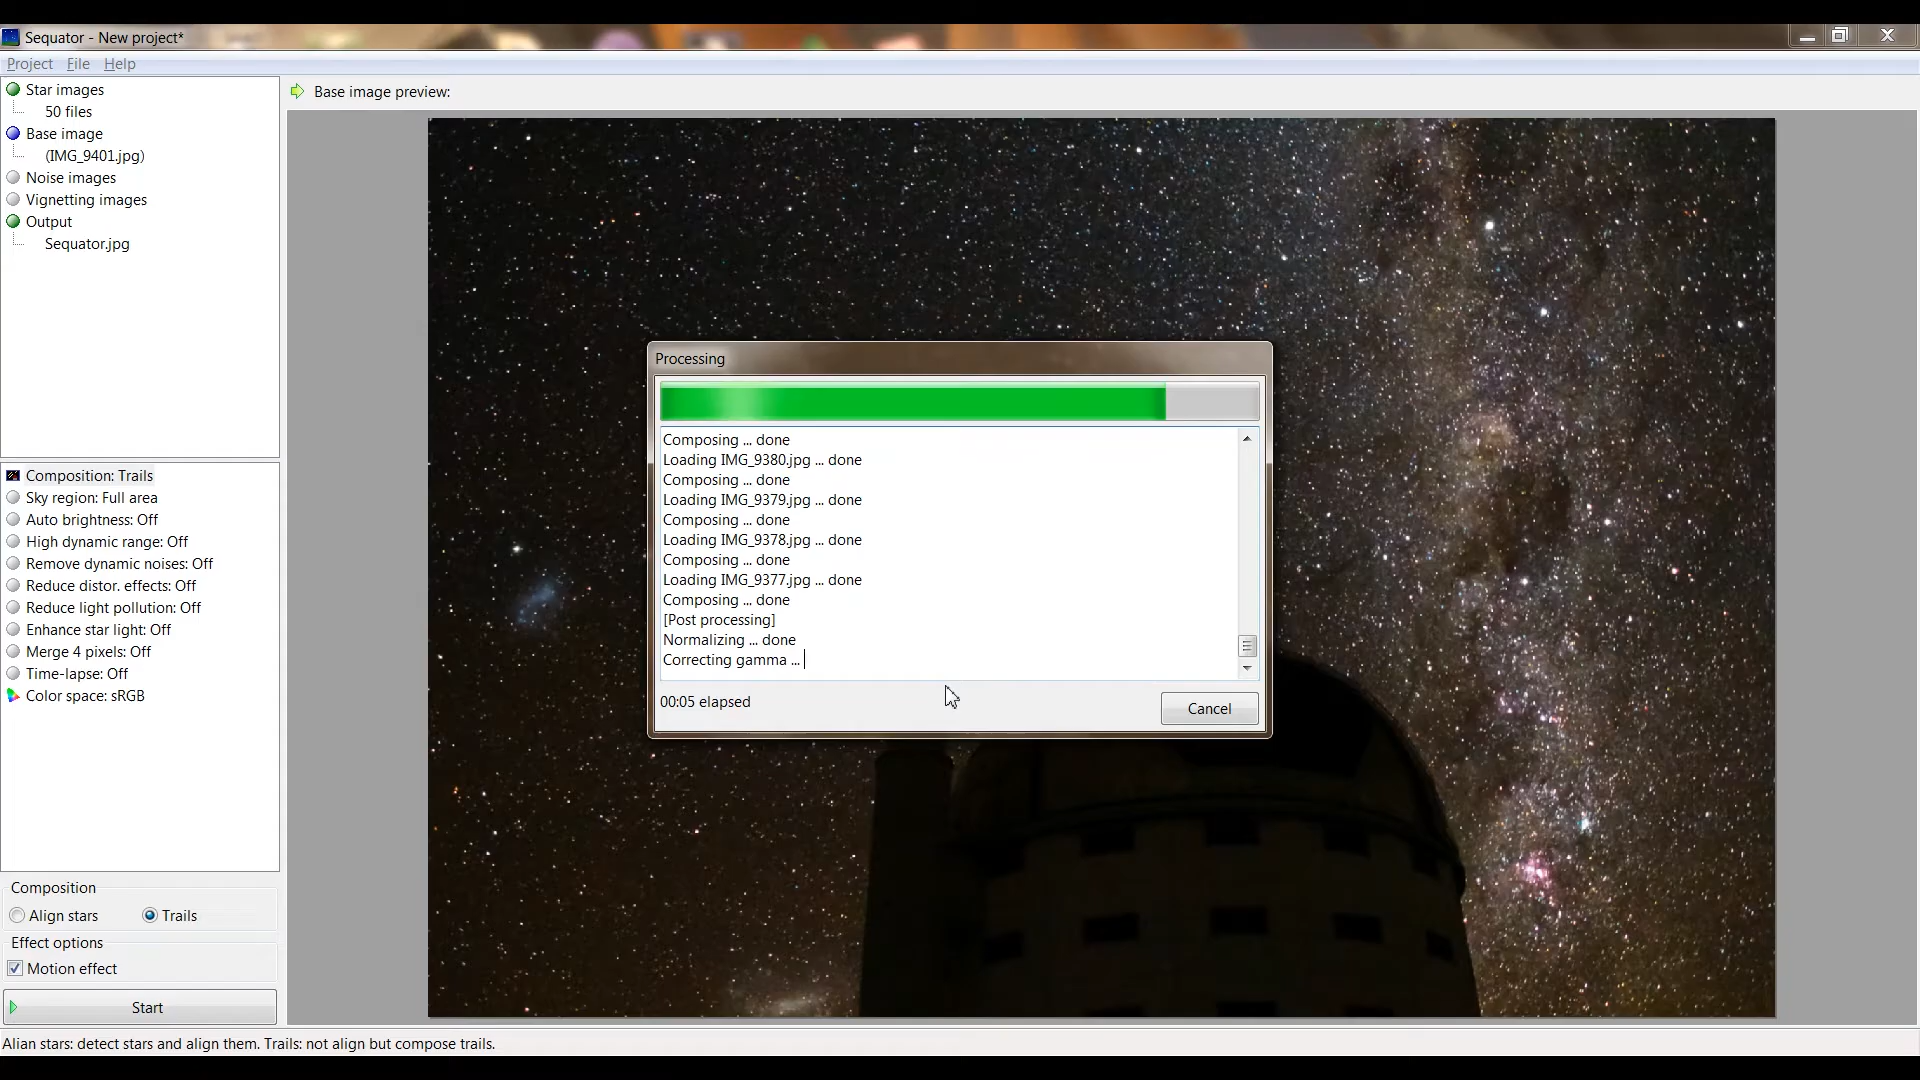 Sequator - New project*
Project File Help
Star images
50 files
Base image
(IMG_9401.jpg)
Noise images
Vignetting images
Output
Sequator.jpg
Composition: Trails
Sky region: Full area
Auto brightness: Off
High dynamic range: Off
Remove dynamic noises: Off
Reduce distor. effects: Off
Reduce light pollution: Off
Enhance star light: Off
Merge 4 pixels: Off
Time-lapse: Off
Color space: sRGB
Composition
Align stars Trails
Effect options
Motion effect
Start
Base image preview:
Processing
Composing ... done
Loading IMG_9380.jpg ... done
Composing ... done
Loading IMG_9379.jpg ... done
Composing ... done
Loading IMG_9378.jpg ... done
Composing ... done
Loading IMG_9377.jpg ... done
Composing ... done
[Post processing]
Normalizing ... done
Correcting gamma ...
00:05 elapsed
Cancel
Alian stars: detect stars and align them. Trails: not align but compose trails.